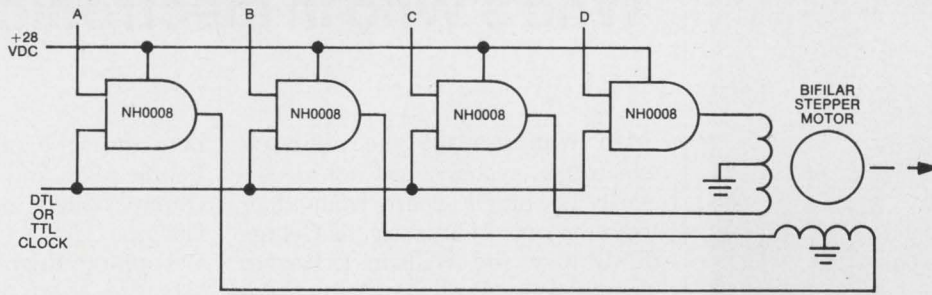 A
B
C
D
+28
VDC
NH0008
NH0008
NH0008
NH0008
BIFILAR
STEPPER
MOTOR
DTL
OR
TTL
CLOCK